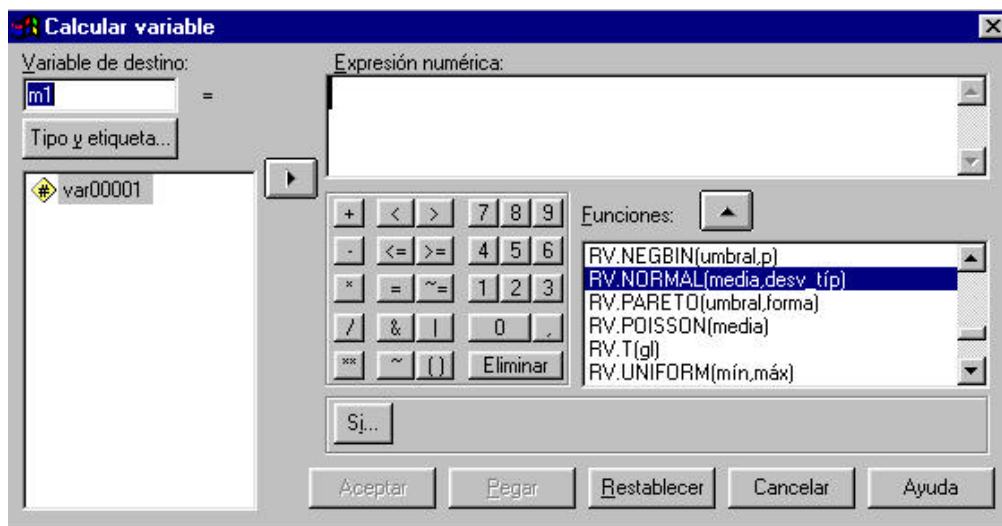 Calcular variable
Variable de destino:
Expresión numérica:
m1
=
Tipo y etiqueta...
var00001
+ < > 7 8 9
Funciones:
- <= >= 4 5 6
* = ~= 1 2 3
/ & | 0 ,
** ~ () Eliminar
RV.NEGBIN(umbral,p)
RV.NORMAL(media,desv_típ)
RV.PARETO(umbral,forma)
RV.POISSON(media)
RV.T(gl)
RV.UNIFORM(mín,máx)
Si...
Aceptar Pegar Restablecer Cancelar Ayuda